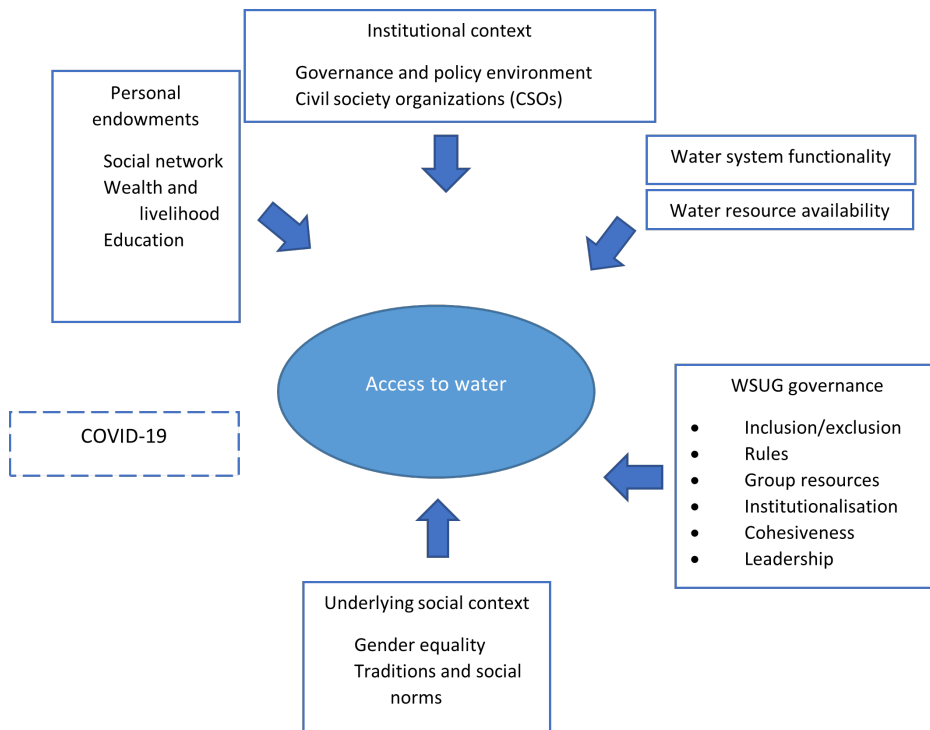 Institutional context
Governance and policy environment
Civil society organizations (CSOs)
Personal
endowments
Social network
Wealth and
livelihood
Education
Water system functionality
Water resource availability
Access to water
COVID-19
WSUG governance
• Inclusion/exclusion
• Rules
• Group resources
• Institutionalisation
• Cohesiveness
• Leadership
Underlying social context
Gender equality
Traditions and social
norms